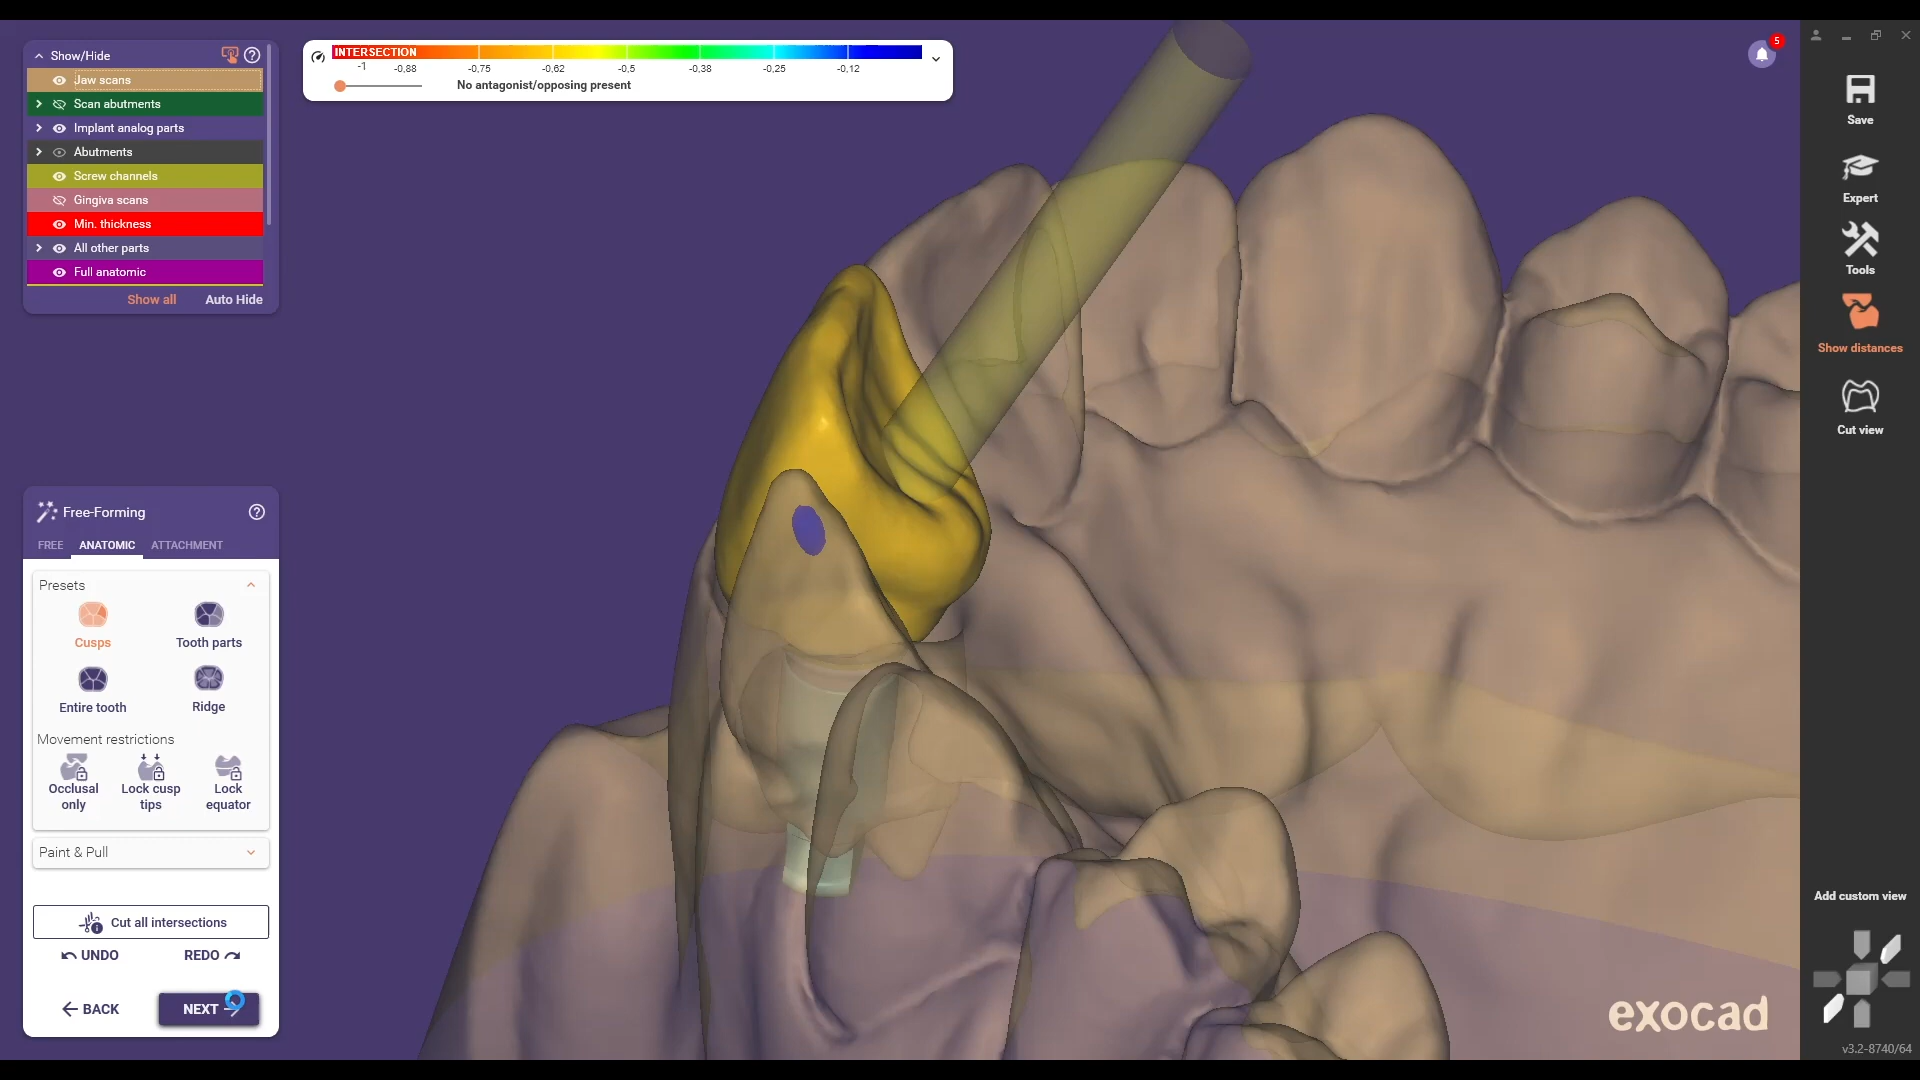 Show/Hide
Jaw scans
Scan abutments
Implant analog parts
Abutments
Screw channels
Gingiva scans
Min. thickness
All other parts
Full anatomic
Show all Auto Hide
INTERSECTION
-1 -0,88 -0,75 -0,62 -0,5 -0,38 -0,25 -0,12
No antagonist/opposing present
5
Save
Expert
Tools
Show distances
Cut view
Free-Forming
FREE ANATOMIC ATTACHMENT
Presets
Cusps Tooth parts
Entire tooth Ridge
Movement restrictions
Occlusal only Lock cusp tips Lock equator
Paint & Pull
Cut all intersections
UNDO REDO
BACK NEXT
Add custom view
exocad
v3.2-8740/64